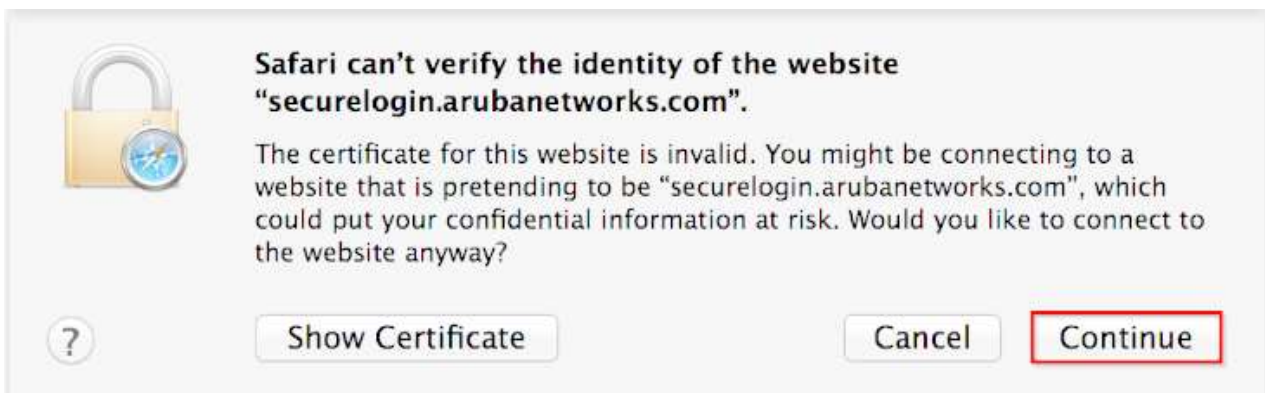 Safari can’t verify the identity of the website
“securelogin.arubanetworks.com”.
The certificate for this website is invalid. You might be connecting to a
website that is pretending to be “securelogin.arubanetworks.com”, which
could put your confidential information at risk. Would you like to connect to
the website anyway?
? Show Certificate Cancel Continue